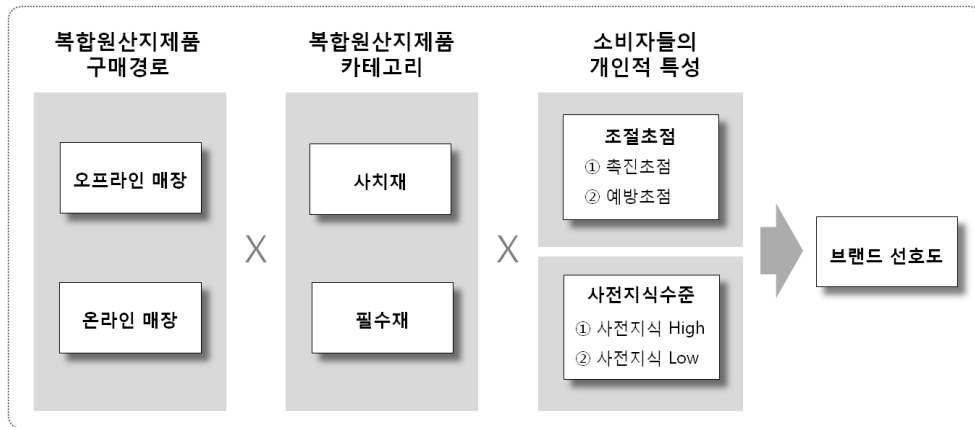 복합원산지제품
구매경로
오프라인 매장
온라인 매장
X
복합원산지제품
카테고리
사치재
필수재
X
소비자들의
개인적 특성
조절초점
① 촉진초점
② 예방초점
사전지식수준
① 사전지식 High
② 사전지식 Low
브랜드 선호도